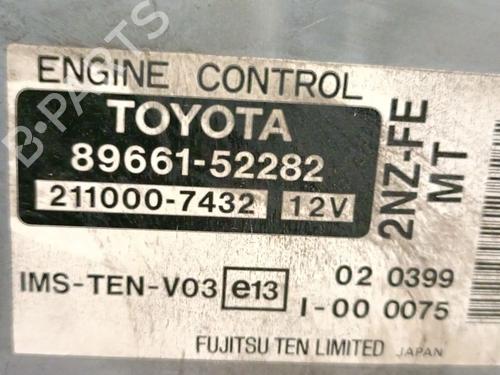 ENGINE CONTROL
TOYOTA
89661-52282
211000-7432 12V
2NZ-FE
MT
IMS-TEN-V03 e13 02 0399
I-00 0075
FUJITSU TEN LIMITED JAPAN
B-PARTS